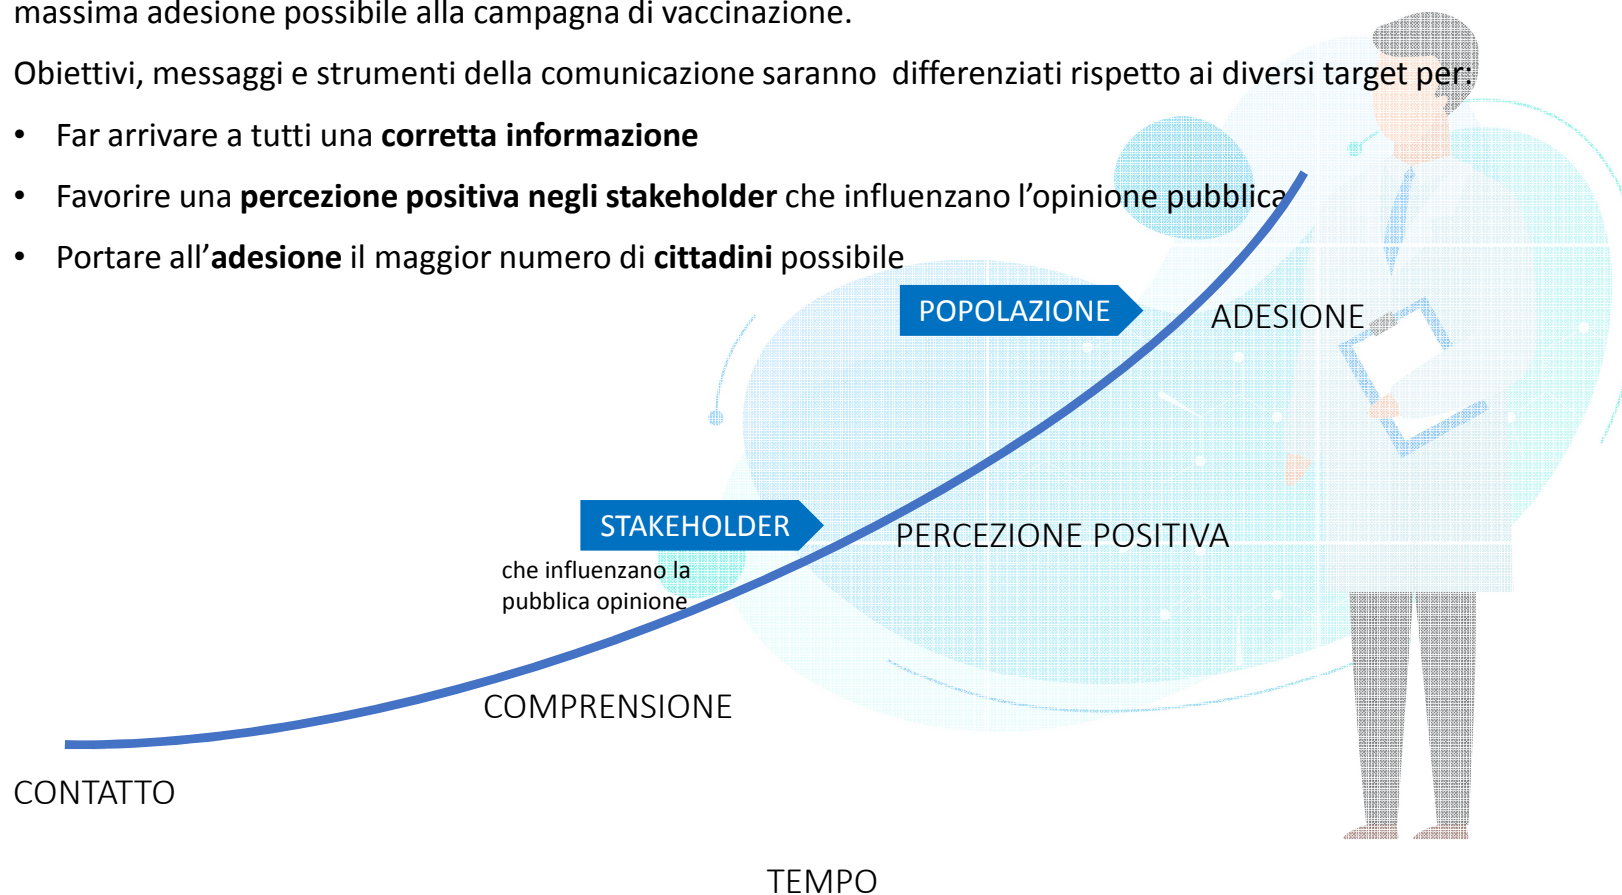 massima adesione possibile alla campagna di vaccinazione.
Obiettivi, messaggi e strumenti della comunicazione saranno differenziati rispetto ai diversi target per:
• Far arrivare a tutti una corretta informazione
• Favorire una percezione positiva negli stakeholder che influenzano l’opinione pubblica
• Portare all’adesione il maggior numero di cittadini possibile
POPOLAZIONE
ADESIONE
STAKEHOLDER
che influenzano la
pubblica opinione
PERCEZIONE POSITIVA
COMPRENSIONE
CONTATTO
TEMPO